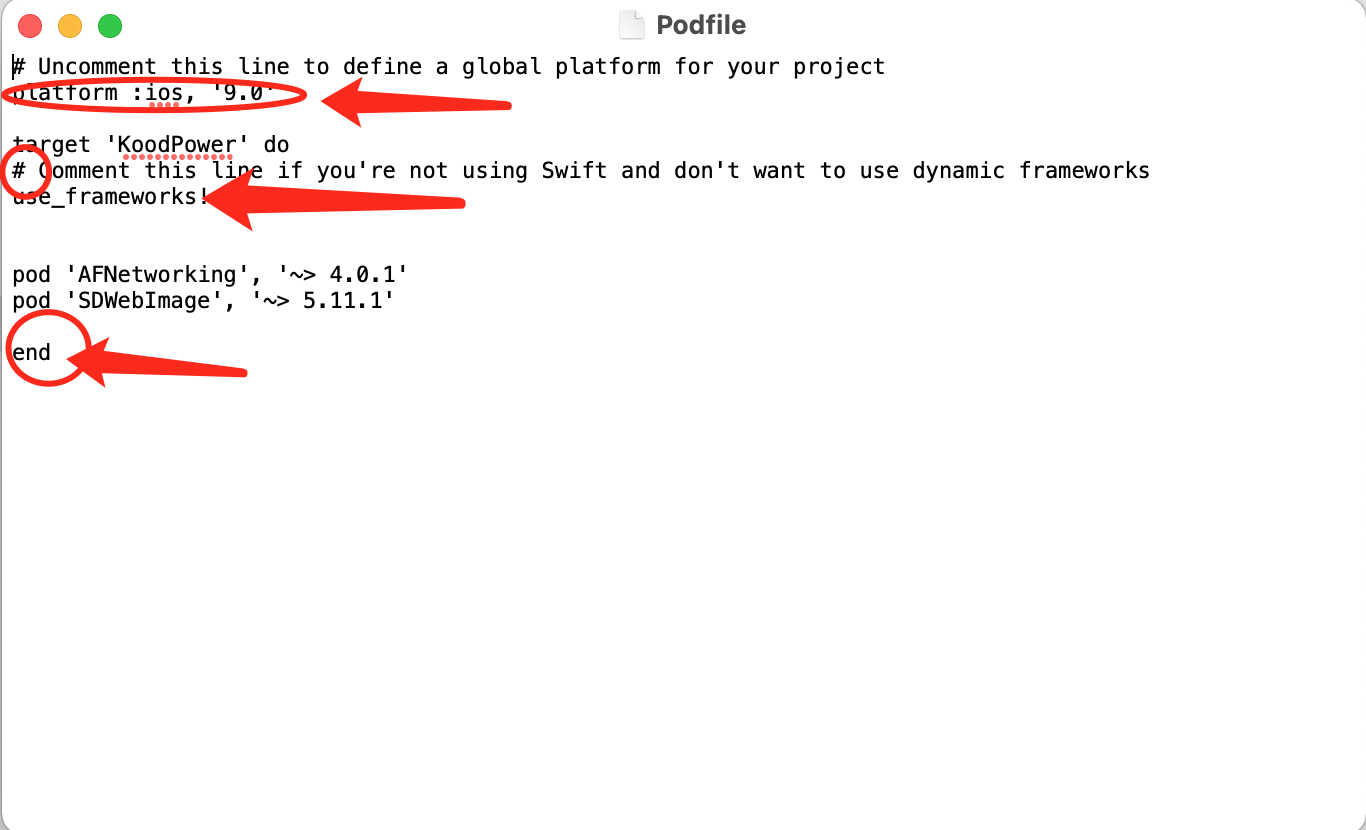 Podfile
# Uncomment this line to define a global platform for your project
platform :ios, '9.0'
target 'KoodPower' do
# Comment this line if you're not using Swift and don't want to use dynamic frameworks
use_frameworks!
pod 'AFNetworking', '~> 4.0.1'
pod 'SDWebImage', '~> 5.11.1'
end